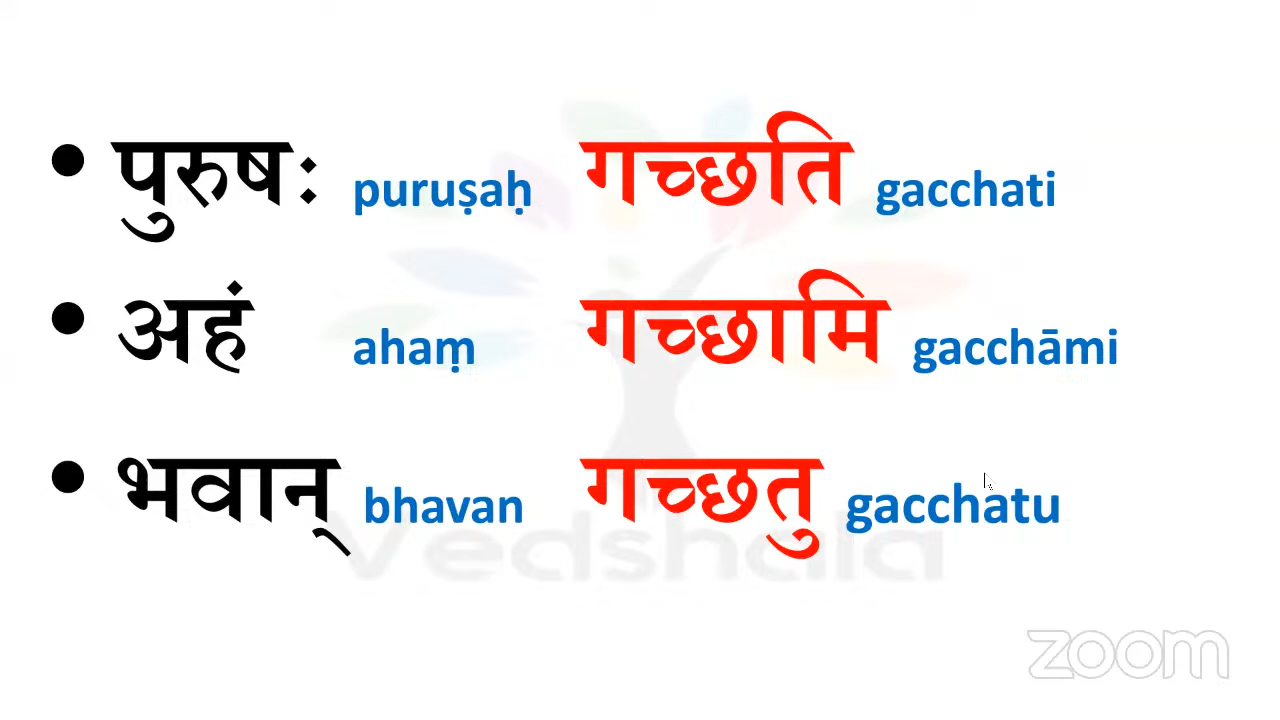 • पुरुषः puruṣaḥ गच्छति gacchati
• अहं ahaṃ गच्छामि gacchāmi
• भवान् bhavan गच्छतु gacchatu
Vedshala
zoom